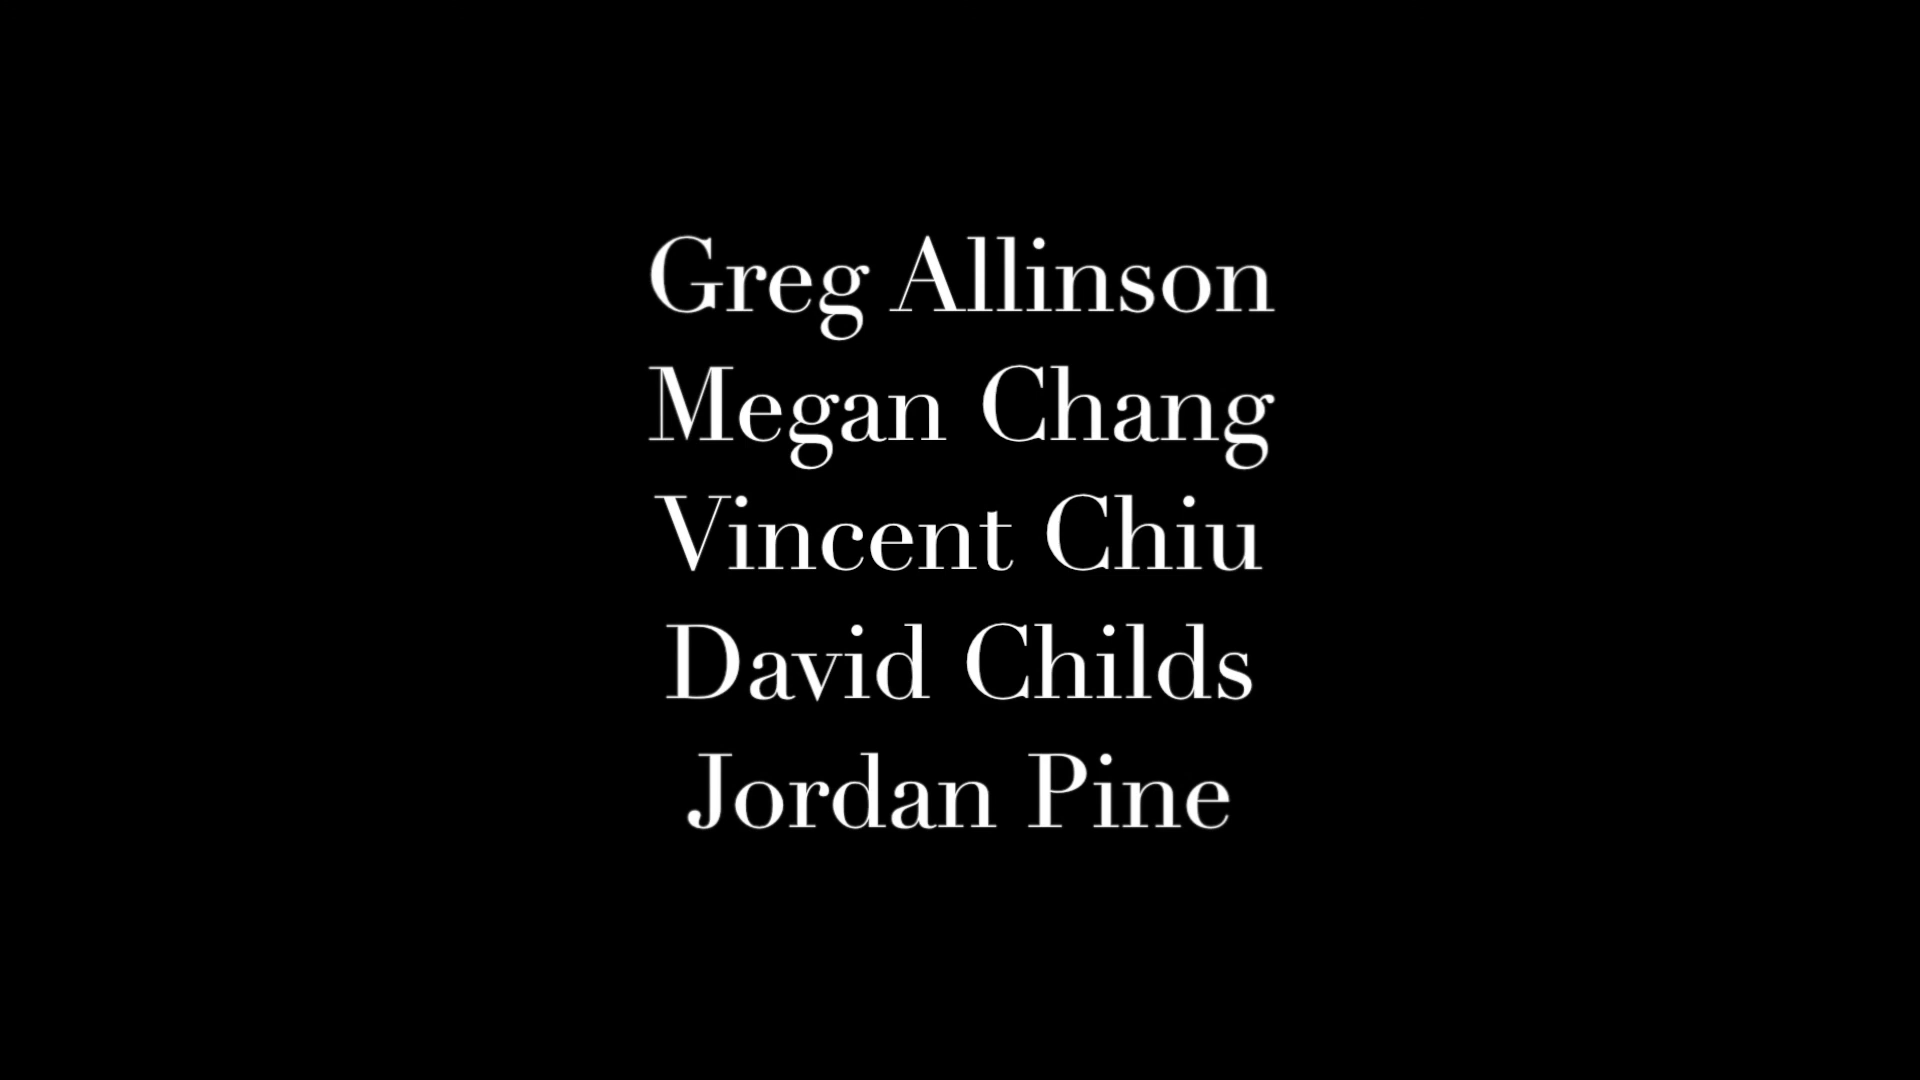 Greg Allinson
Megan Chang
Vincent Chiu
David Childs
Jordan Pine